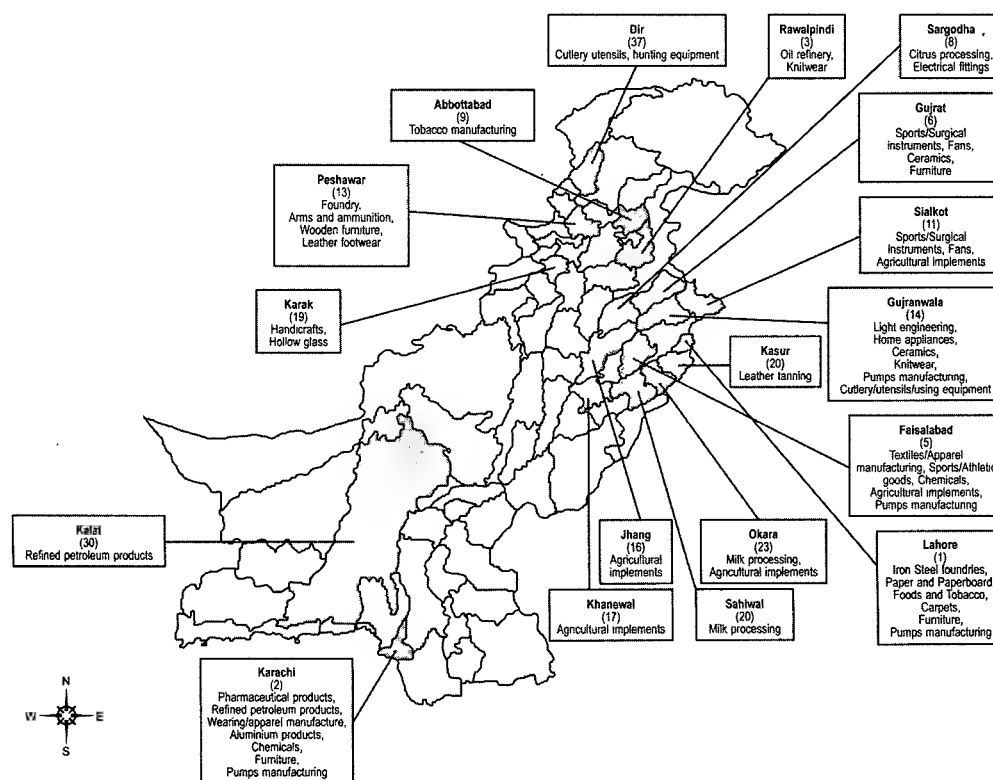 Dir
(37)
Cutlery utensils, hunting equipment
Rawalpindi
(3)
Oil refinery,
Knitwear
Sargodha
(8)
Citrus processing,
Electrical fittings
Abbottabad
(9)
Tobacco manufacturing
Gujrat
(6)
Sports/Surgical
instruments, Fans,
Ceramics,
Furniture
Peshawar
(13)
Foundry,
Arms and ammunition,
Wooden furniture,
Leather footwear
Sialkot
(11)
Sports/Surgical
instruments, Fans,
Agricultural implements
Karak
(19)
Handicrafts,
Hollow glass
Gujranwala
(14)
Light engineering,
Home appliances,
Ceramics,
Knitwear,
Pumps manufacturing,
Cutlery/utensils/using equipment
Kasur
(20)
Leather tanning
Faisalabad
(5)
Textiles/Apparel
manufacturing, Sports/Athletic
goods, Chemicals,
Agricultural implements,
Pumps manufacturing
Kalat
(30)
Refined petroleum products
Jhang
(16)
Agricultural
implements
Okara
(23)
Milk processing,
Agricultural implements
Lahore
(1)
Iron Steel foundries,
Paper and Paperboard
Foods and Tobacco,
Carpets,
Furniture,
Pumps manufacturing
Khanewal
(17)
Agricultural implements
Sahiwal
(20)
Milk processing
Karachi
(2)
Pharmaceutical products,
Refined petroleum products,
Wearing/apparel manufacture,
Aluminium products,
Chemicals,
Furniture,
Pumps manufacturing
N
W
E
S